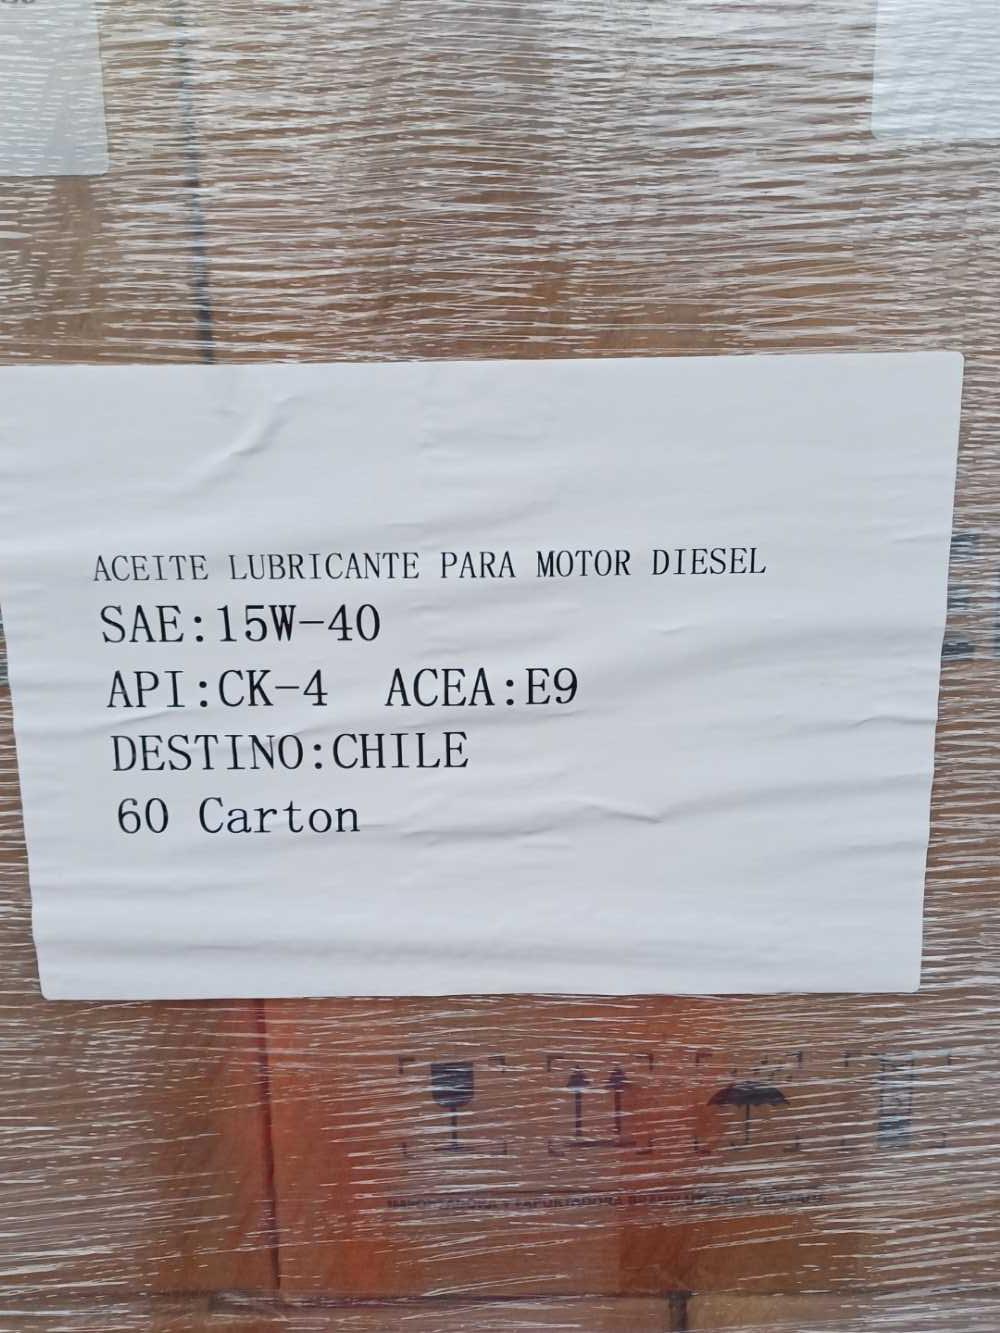 ACEITE LUBRICANTE PARA MOTOR DIESEL
SAE:15W-40
API:CK-4 ACEA:E9
DESTINO:CHILE
60 Carton